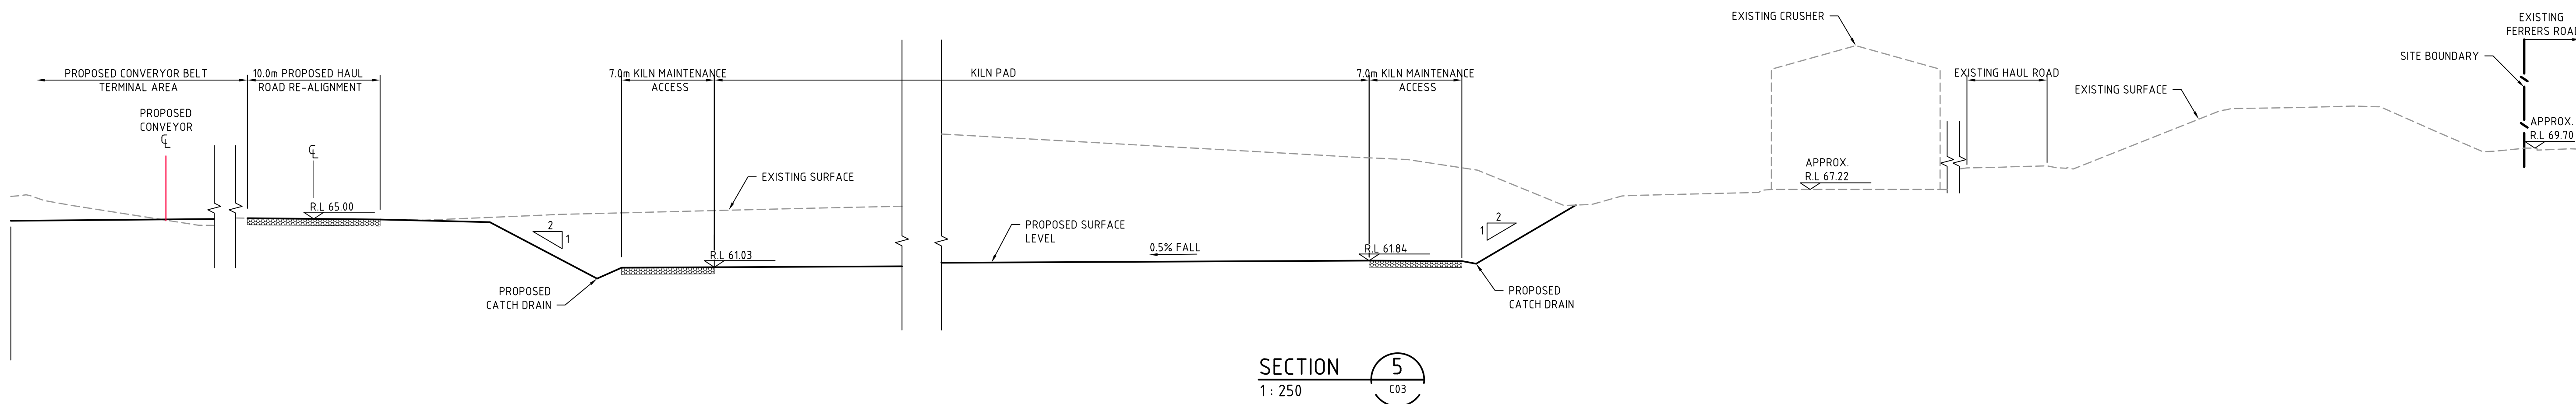 EXISTING CRUSHER
EXISTING
FERRERS ROAD
SITE BOUNDARY
PROPOSED CONVERYOR BELT
TERMINAL AREA
10.0m PROPOSED HAUL
ROAD RE-ALIGNMENT
7.0m KILN MAINTENANCE
ACCESS
KILN PAD
7.0m KILN MAINTENANCE
ACCESS
EXISTING HAUL ROAD
EXISTING SURFACE
PROPOSED
CONVEYOR
℄
℄
APPROX.
R.L 69.70
APPROX.
R.L 67.22
EXISTING SURFACE
R.L 65.00
2
1
2
1
PROPOSED SURFACE
LEVEL
0.5% FALL
R.L 61.03
R.L 61.84
PROPOSED
CATCH DRAIN
PROPOSED
CATCH DRAIN
SECTION
1 : 250
5
C03